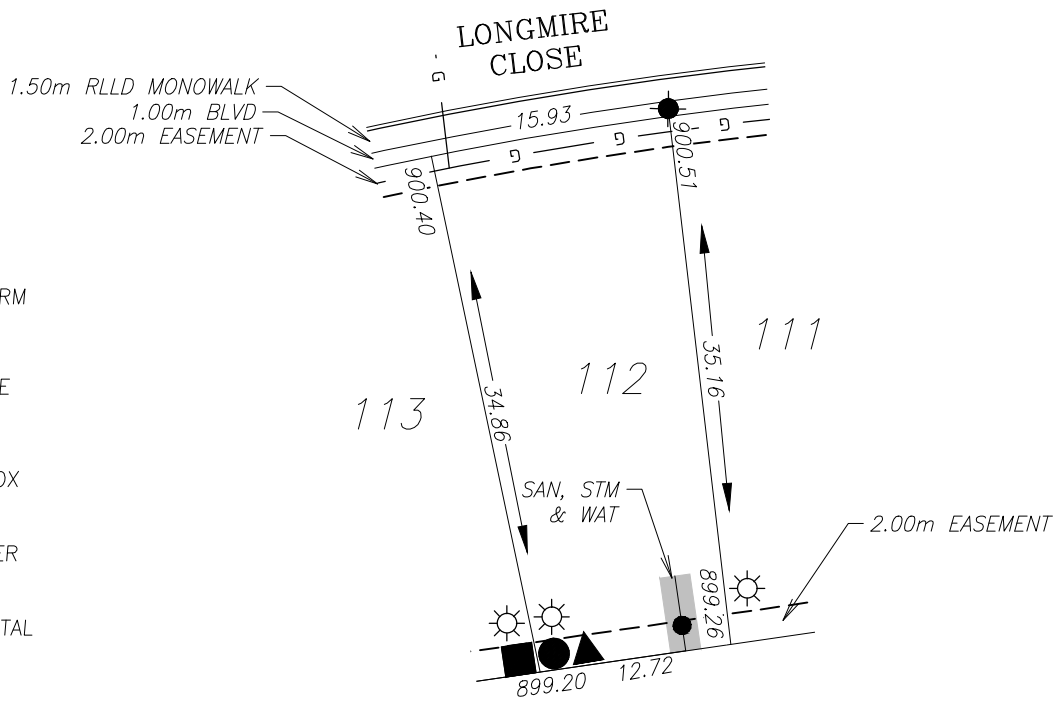 LONGMIRE
CLOSE
1.50m RLLD MONOWALK
1.00m BLVD
2.00m EASEMENT
G
15.93
G
G
G
900.40
900.51
RM
E
OX
ER
TAL
113
112
111
34.86
35.16
SAN, STM
& WAT
2.00m EASEMENT
899.26
899.20
12.72